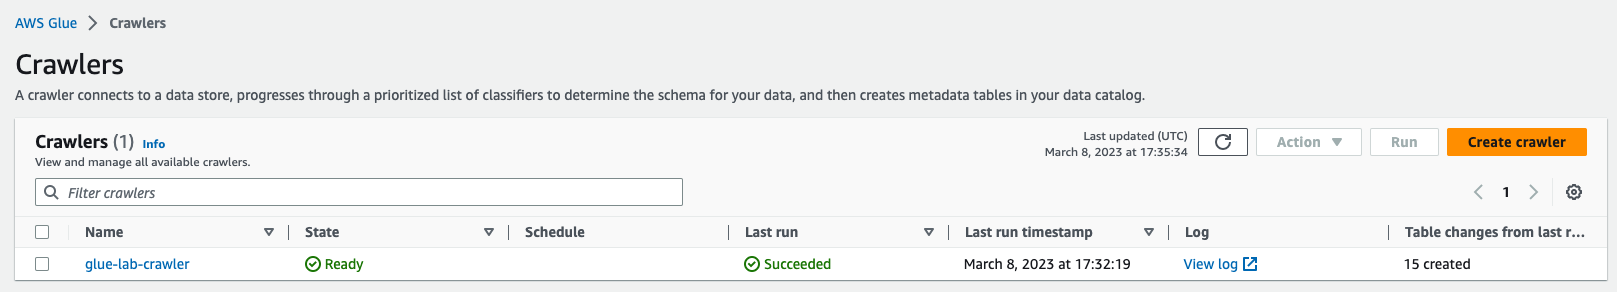 AWS Glue > Crawlers
Crawlers
A crawler connects to a data store, progresses through a prioritized list of classifiers to determine the schema for your data, and then creates metadata tables in your data catalog.
Crawlers (1) Info
View and manage all available crawlers.
Last updated (UTC)
March 8, 2023 at 17:35:34
Action
Run
Create crawler
Filter crawlers
1
Name State Schedule Last run Last run timestamp Log Table changes from last r...
glue-lab-crawler Ready Succeeded March 8, 2023 at 17:32:19 View log 15 created